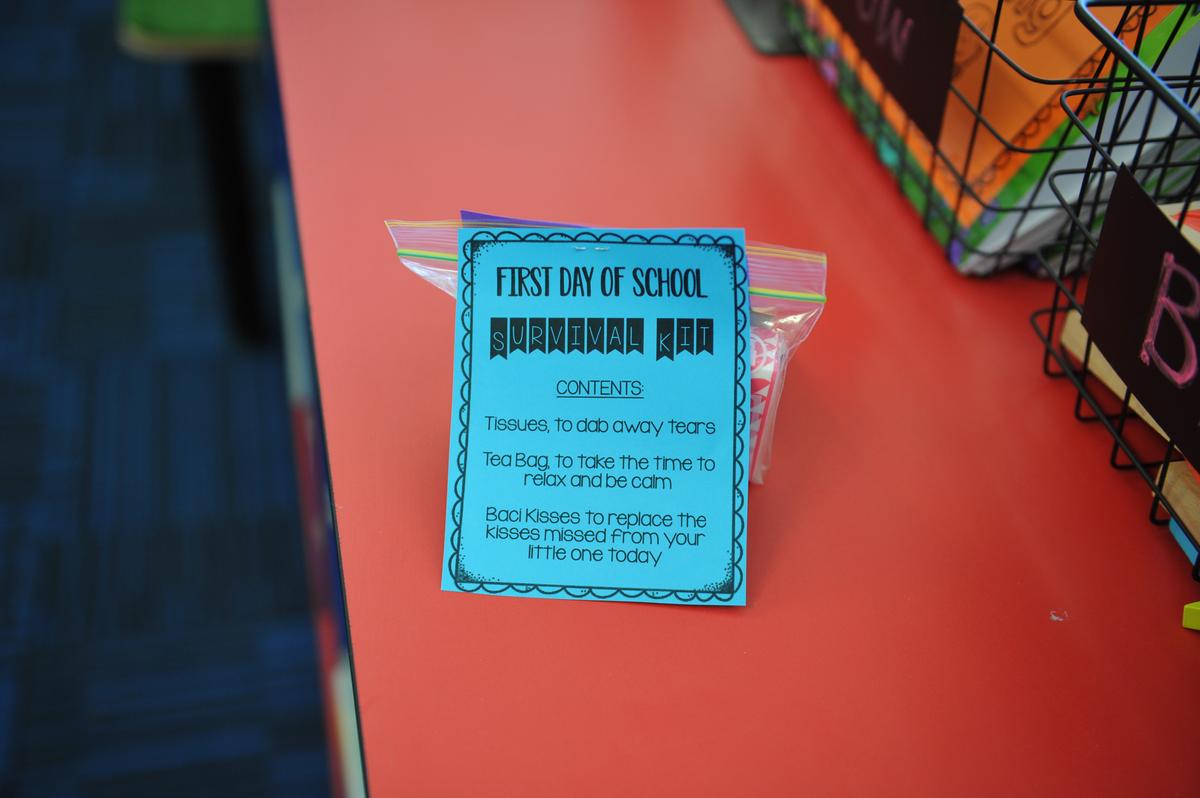 FIRST DAY OF SCHOOL
SURVIVAL KIT
CONTENTS:
Tissues, to dab away tears
Tea Bag, to take the time to
relax and be calm
Baci Kisses to replace the
kisses missed from your
little one today
B